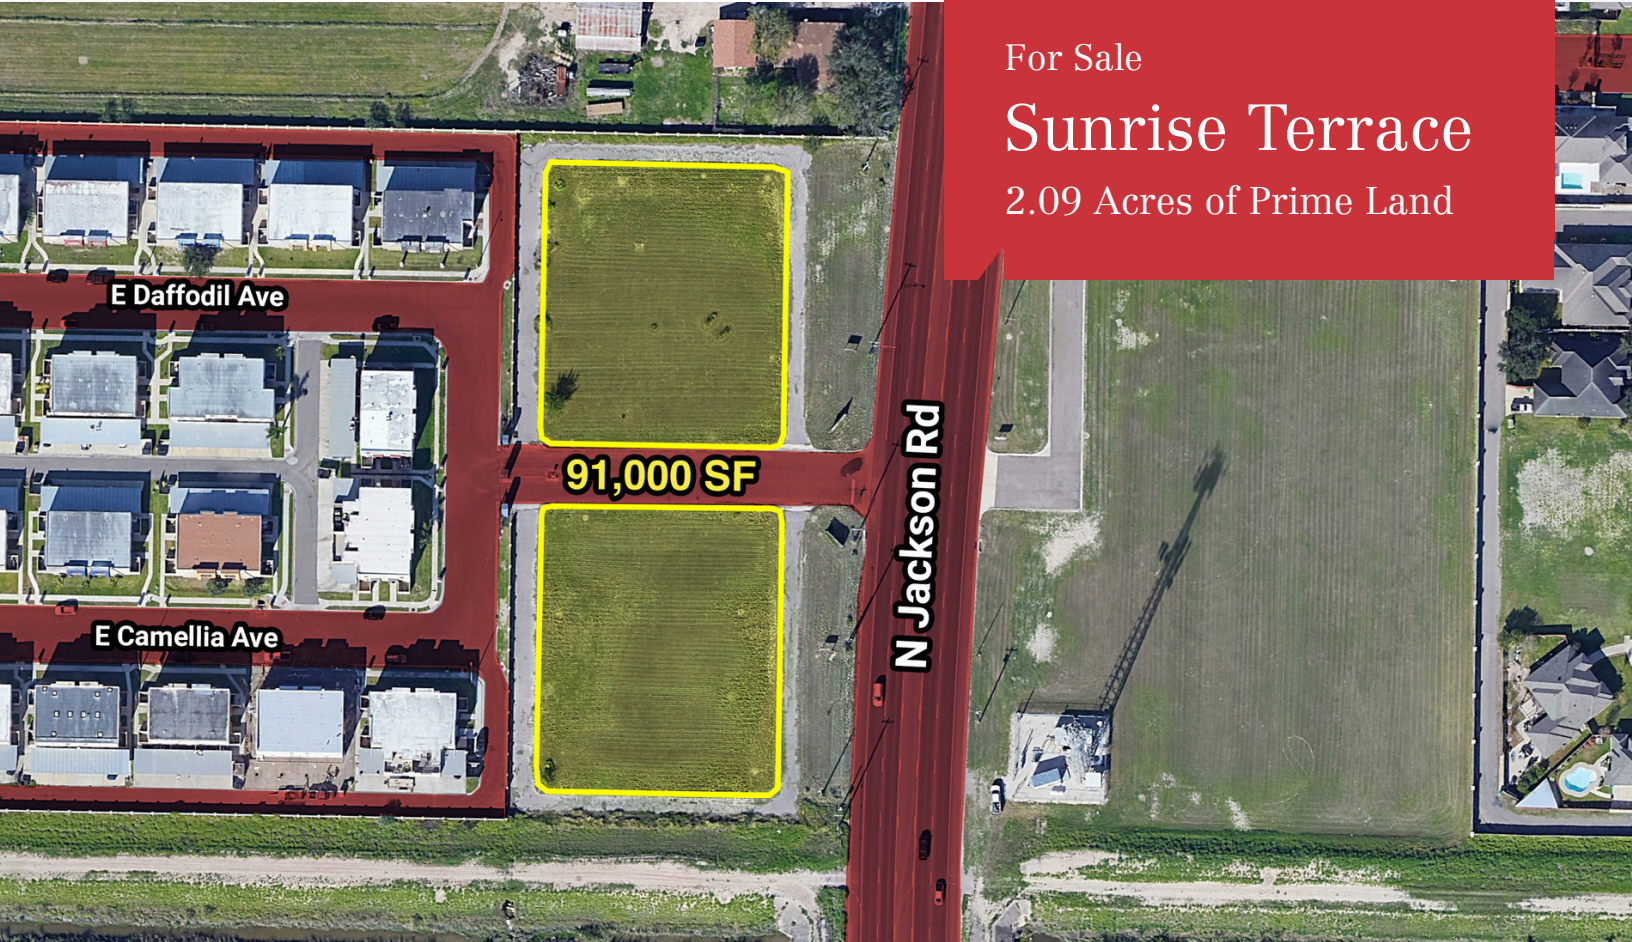 For Sale
Sunrise Terrace
2.09 Acres of Prime Land
E Daffodil Ave
91,000 SF
N Jackson Rd
E Camellia Ave